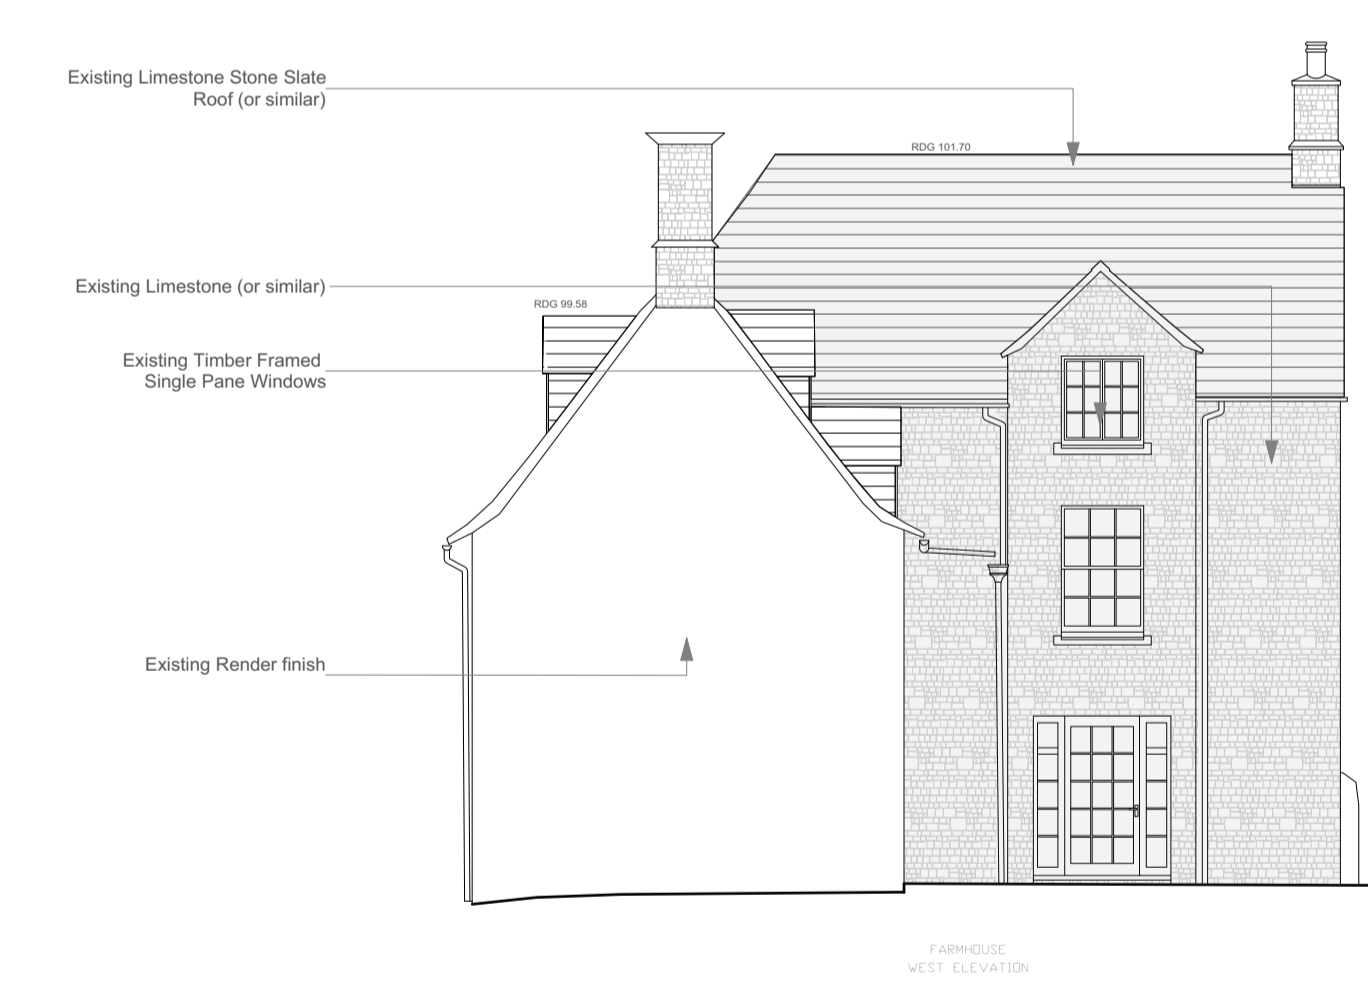 Existing Limestone Stone Slate
Roof (or similar)
RDG 101.70
Existing Limestone (or similar)
RDG 99.58
Existing Timber Framed
Single Pane Windows
Existing Render finish
FARMHOUSE
WEST ELEVATION